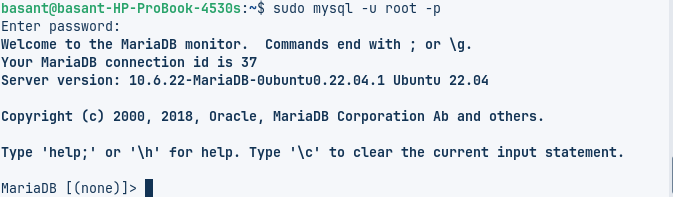 basant@basant-HP-ProBook-4530s:~$ sudo mysql -u root -p
Enter password:
Welcome to the MariaDB monitor.  Commands end with ; or \g.
Your MariaDB connection id is 37
Server version: 10.6.22-MariaDB-0ubuntu0.22.04.1 Ubuntu 22.04
Copyright (c) 2000, 2018, Oracle, MariaDB Corporation Ab and others.
Type 'help;' or '\h' for help. Type '\c' to clear the current input statement.
MariaDB [(none)]>